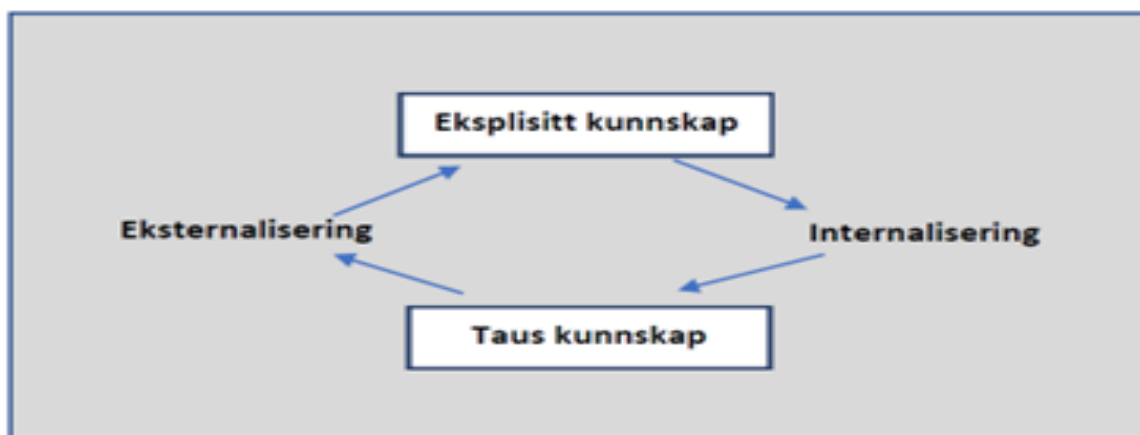 Eksplisitt kunnskap
Eksternalisering
Internalisering
Taus kunnskap